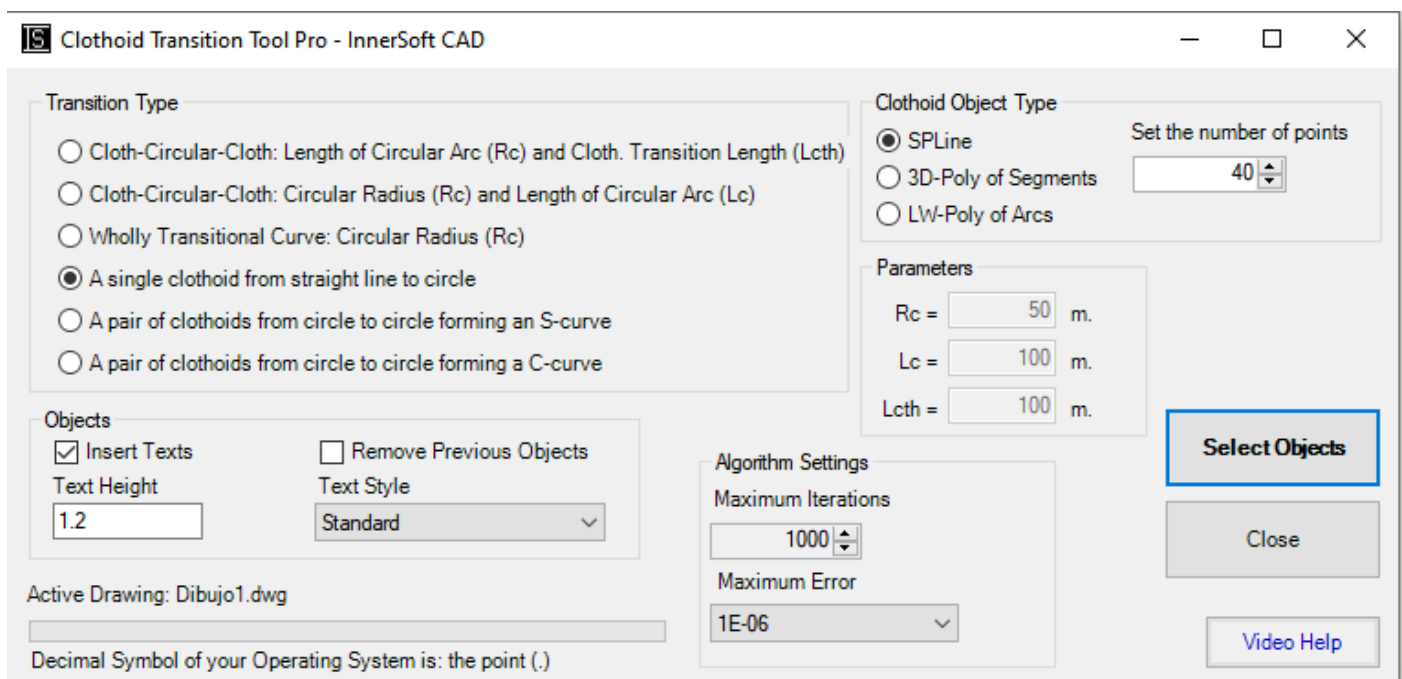 IS Clothoid Transition Tool Pro - InnerSoft CAD
Transition Type
Cloth-Circular-Cloth: Length of Circular Arc (Rc) and Cloth. Transition Length (Lcth)
Cloth-Circular-Cloth: Circular Radius (Rc) and Length of Circular Arc (Lc)
Wholly Transitional Curve: Circular Radius (Rc)
A single clothoid from straight line to circle
A pair of clothoids from circle to circle forming an S-curve
A pair of clothoids from circle to circle forming a C-curve
Clothoid Object Type
SPLine
3D-Poly of Segments
LW-Poly of Arcs
Set the number of points
40
Parameters
Rc = 50 m.
Lc = 100 m.
Lcth = 100 m.
Objects
Insert Texts
Remove Previous Objects
Text Height
Text Style
1.2
Standard
Algorithm Settings
Maximum Iterations
1000
Maximum Error
1E-06
Select Objects
Close
Video Help
Active Drawing: Dibujo1.dwg
Decimal Symbol of your Operating System is: the point (.)